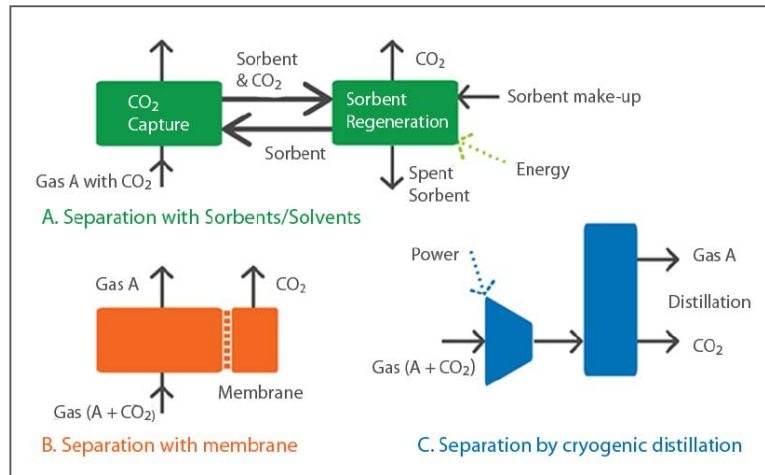 Sorbent
& CO₂
CO₂
CO₂
Capture
Sorbent
Regeneration
Sorbent make-up
Sorbent
Gas A with CO₂
Spent
Sorbent
Energy
A. Separation with Sorbents/Solvents
Gas A
CO₂
Membrane
Gas (A + CO₂)
B. Separation with membrane
Power
Gas A
Distillation
Gas (A + CO₂)
CO₂
C. Separation by cryogenic distillation